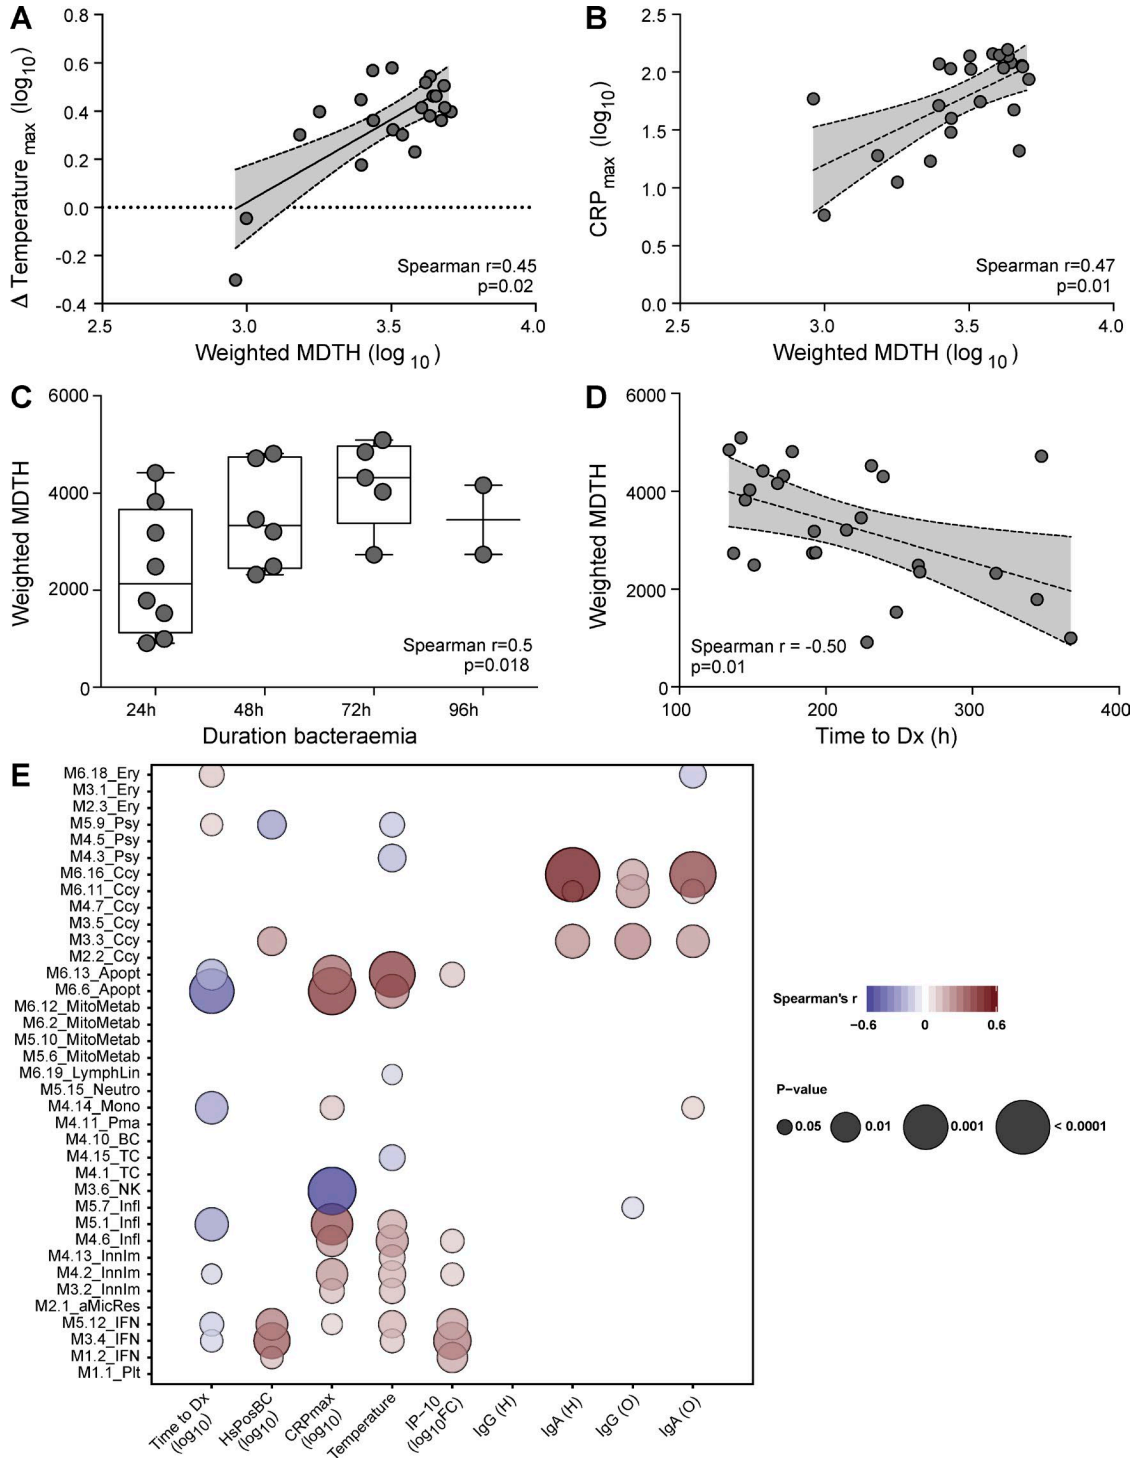 A
0.8
0.6
0.4
0.2
0.0
-0.2
-0.4
Δ Temperature max (log10)
Spearman r=0.45
p=0.02
2.5 3.0 3.5 4.0
Weighted MDTH (log 10)
B
2.5
2.0
1.5
1.0
0.5
0.0
CRP max (log10)
Spearman r=0.47
p=0.01
2.5 3.0 3.5 4.0
Weighted MDTH (log 10)
C
6000
4000
2000
0
Weighted MDTH
Spearman r=0.5
p=0.018
24h 48h 72h 96h
Duration bacteraemia
D
6000
4000
2000
0
Weighted MDTH
Spearman r = -0.50
p=0.01
100 200 300 400
Time to Dx (h)
E
M6.18_Ery
M3.1_Ery
M2.3_Ery
M5.9_Psy
M4.5_Psy
M4.3_Psy
M6.16_Ccy
M6.11_Ccy
M4.7_Ccy
M3.5_Ccy
M3.3_Ccy
M2.2_Ccy
M6.13_Apopt
M6.6_Apopt
M6.12_MitoMetab
M6.2_MitoMetab
M5.10_MitoMetab
M5.6_MitoMetab
M6.19_LymphLin
M5.15_Neutro
M4.14_Mono
M4.11_Pma
M4.10_BC
M4.15_TC
M4.1_TC
M3.6_NK
M5.7_Infl
M5.1_Infl
M4.6_Infl
M4.13_InnIm
M4.2_InnIm
M3.2_InnIm
M2.1_aMicRes
M5.12_IFN
M3.4_IFN
M1.2_IFN
M1.1_Plt
Time to Dx
(log10)
HsPosBC
(log10)
CRPmax
(log10)
Temperature
IP-10
(log10FC)
IgG (H)
IgA (H)
IgG (O)
IgA (O)
Spearman's r
−0.6 0 0.6
P−value
0.05 0.01 0.001 < 0.0001